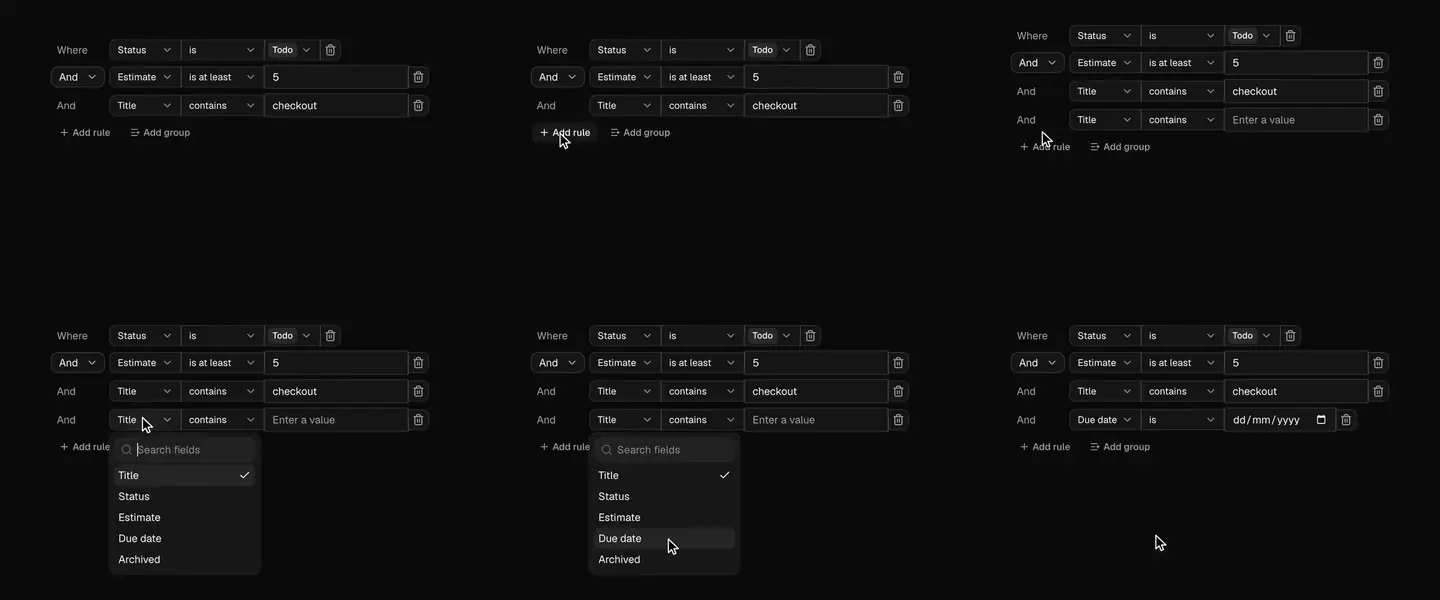 Where Status is Todo
And Estimate is at least 5
And Title contains checkout
+ Add rule Add group
Where Status is Todo
And Estimate is at least 5
And Title contains checkout
+ Add rule Add group
Where Status is Todo
And Estimate is at least 5
And Title contains checkout
And Title contains Enter a value
+ Add rule Add group
Where Status is Todo
And Estimate is at least 5
And Title contains checkout
And Title contains Enter a value
+ Add rule
Search fields
Title
Status
Estimate
Due date
Archived
Where Status is Todo
And Estimate is at least 5
And Title contains checkout
And Title contains Enter a value
+ Add rule
Search fields
Title
Status
Estimate
Due date
Archived
Where Status is Todo
And Estimate is at least 5
And Title contains checkout
And Due date is dd/mm/yyyy
+ Add rule Add group